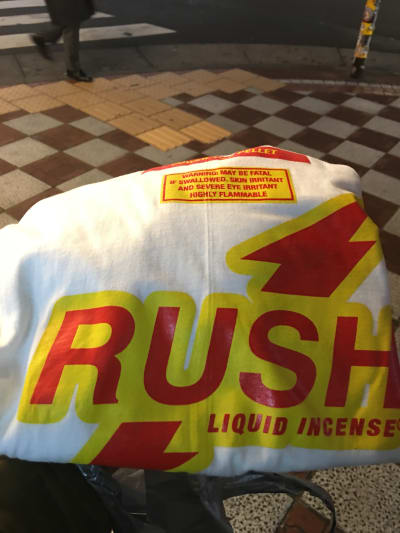 WARNING: MAY BE FATAL
IF SWALLOWED. SKIN IRRITANT
AND SEVERE EYE IRRITANT
HIGHLY FLAMMABLE
RUSH
LIQUID INCENSE